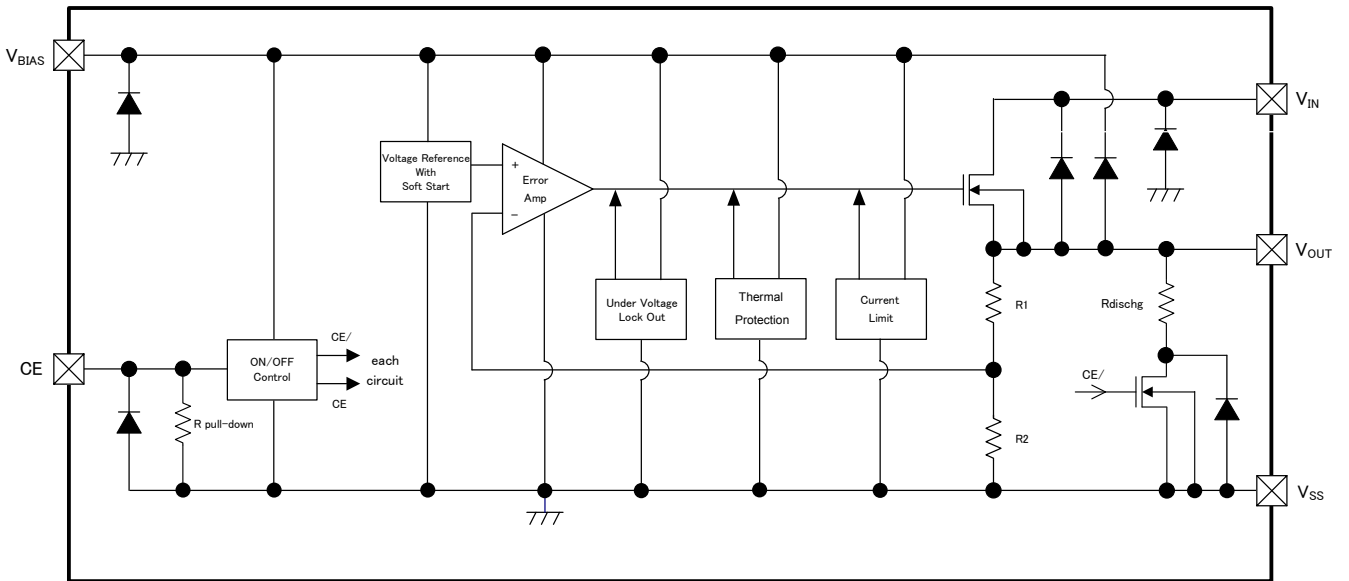 VBIAS
VIN
Voltage Reference
With
Soft Start
+
Error
Amp
−
VOUT
Under Voltage
Lock Out
Thermal
Protection
Current
Limit
R1
Rdischg
CE
ON/OFF
Control
CE/
each
circuit
CE
CE/
R pull-down
R2
VSS